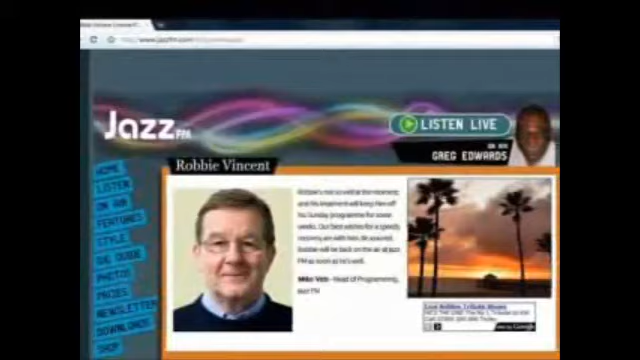 Jazz FM
LISTEN LIVE
ON AIR
GREG EDWARDS
Robbie Vincent
HOME
LISTEN
ON AIR
FEATURES
STYLE
GIG GUIDE
PHOTOS
PRIZES
NEWSLETTER
DOWNLOADS
SHOP
Robbie's not so well at the moment,
and his treatment will keep him off
his Sunday programme for some
weeks. Our best wishes for a speedy
recovery are with him.
Robbie will be back on the air at Jazz
FM as soon as he's well.
Mike Vitti - Head of Programming,
Jazz FM